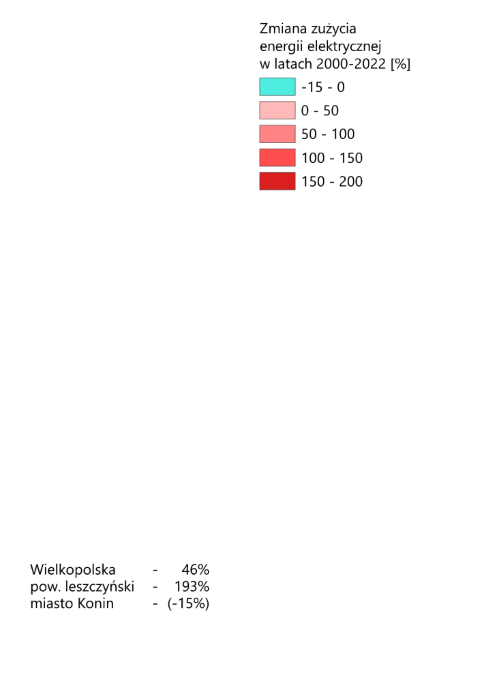 Zmiana zużycia
energii elektrycznej
w latach 2000-2022 [%]
-15 - 0
0 - 50
50 - 100
100 - 150
150 - 200
Wielkopolska - 46%
pow. leszczyński - 193%
miasto Konin - (-15%)